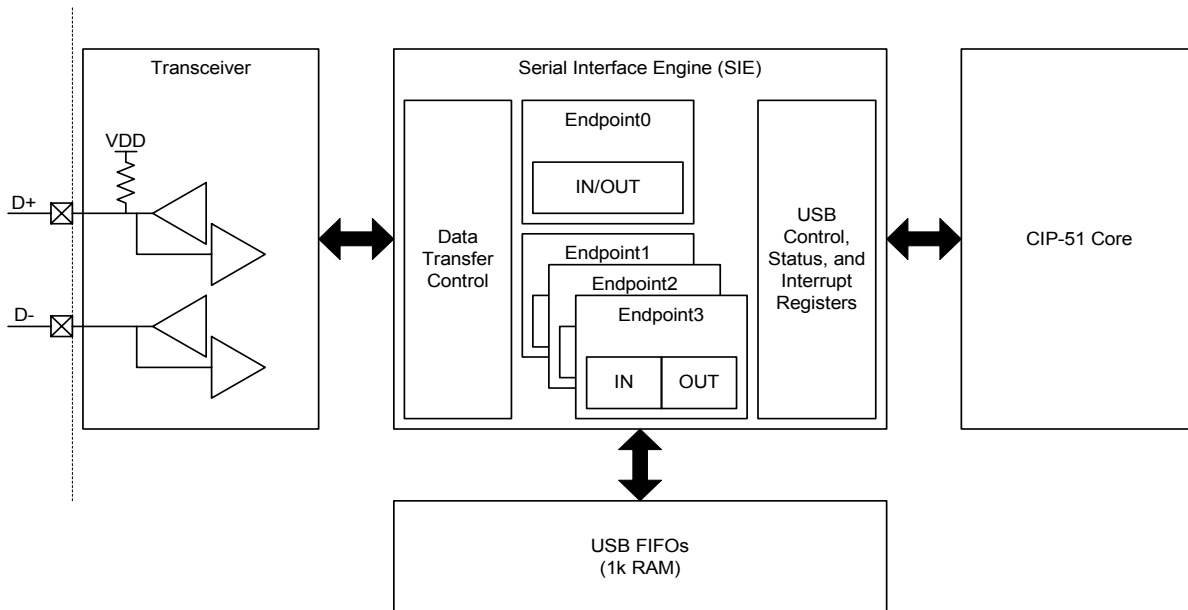 Transceiver
VDD
D+
D-
Serial Interface Engine (SIE)
Data
Transfer
Control
Endpoint0
IN/OUT
Endpoint1
Endpoint2
Endpoint3
IN
OUT
USB
Control,
Status, and
Interrupt
Registers
CIP-51 Core
USB FIFOs
(1k RAM)